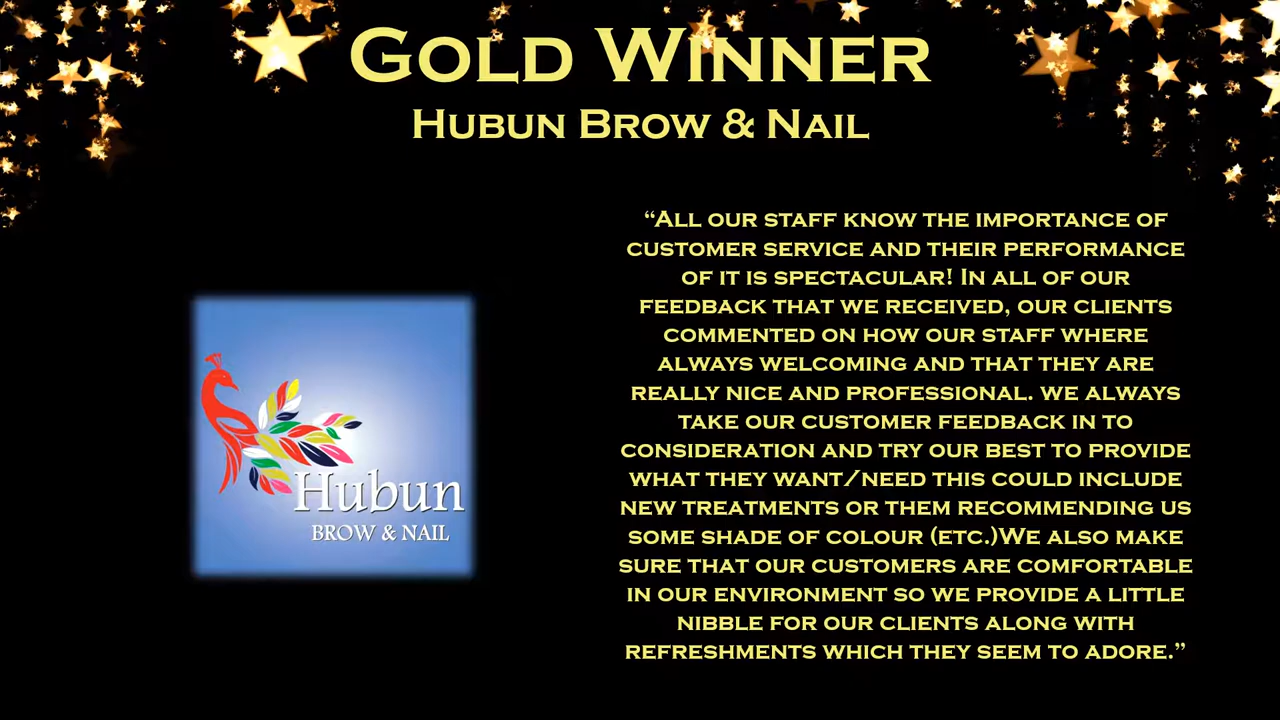 GOLD WINNER
HUBUN BROW & NAIL
“ALL OUR STAFF KNOW THE IMPORTANCE OF
CUSTOMER SERVICE AND THEIR PERFORMANCE
OF IT IS SPECTACULAR! IN ALL OF OUR
FEEDBACK THAT WE RECEIVED, OUR CLIENTS
COMMENTED ON HOW OUR STAFF WHERE
ALWAYS WELCOMING AND THAT THEY ARE
REALLY NICE AND PROFESSIONAL. WE ALWAYS
TAKE OUR CUSTOMER FEEDBACK IN TO
CONSIDERATION AND TRY OUR BEST TO PROVIDE
WHAT THEY WANT/NEED THIS COULD INCLUDE
NEW TREATMENTS OR THEM RECOMMENDING US
SOME SHADE OF COLOUR (ETC.)WE ALSO MAKE
SURE THAT OUR CUSTOMERS ARE COMFORTABLE
IN OUR ENVIRONMENT SO WE PROVIDE A LITTLE
NIBBLE FOR OUR CLIENTS ALONG WITH
REFRESHMENTS WHICH THEY SEEM TO ADORE.”
Hubun
BROW & NAIL